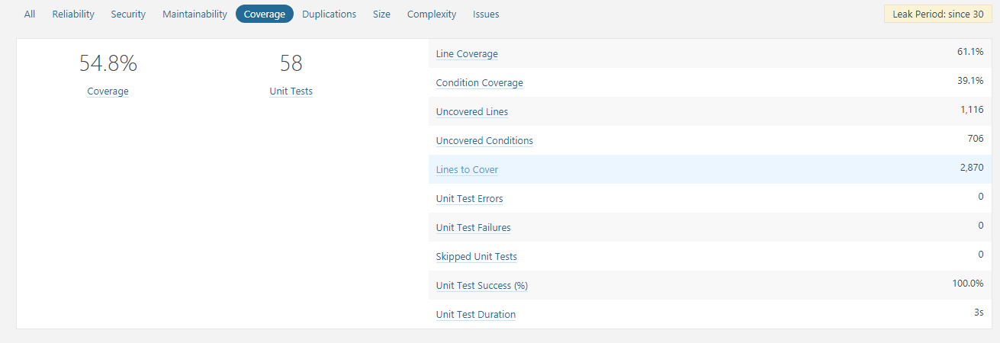 All Reliability Security Maintainability Coverage Duplications Size Complexity Issues Leak Period: since 30
54.8% 58
Coverage Unit Tests
Line Coverage 61.1%
Condition Coverage 39.1%
Uncovered Lines 1,116
Uncovered Conditions 706
Lines to Cover 2,870
Unit Test Errors 0
Unit Test Failures 0
Skipped Unit Tests 0
Unit Test Success (%) 100.0%
Unit Test Duration 3s